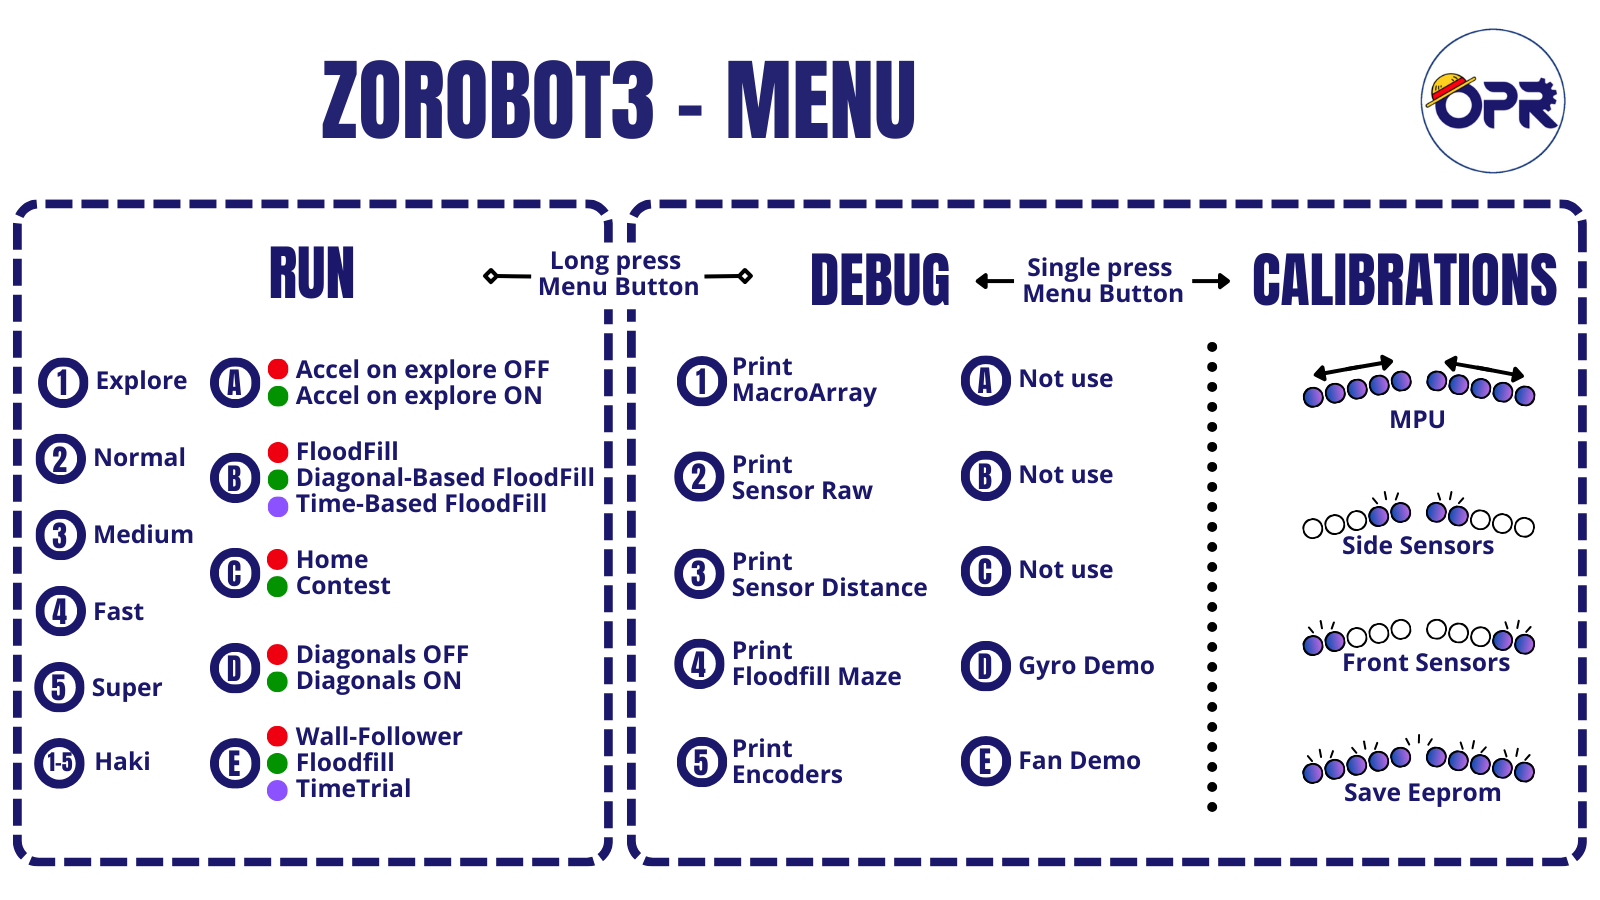 ZOROBOT3 - MENU
OPR
RUN
Long press
Menu Button
DEBUG
Single press
Menu Button
CALIBRATIONS
1 Explore
2 Normal
3 Medium
4 Fast
5 Super
1-5 Haki
A
Accel on explore OFF
Accel on explore ON
B
FloodFill
Diagonal-Based FloodFill
Time-Based FloodFill
C
Home
Contest
D
Diagonals OFF
Diagonals ON
E
Wall-Follower
Floodfill
TimeTrial
1
Print
MacroArray
2
Print
Sensor Raw
3
Print
Sensor Distance
4
Print
Floodfill Maze
5
Print
Encoders
A Not use
B Not use
C Not use
D Gyro Demo
E Fan Demo
MPU
Side Sensors
Front Sensors
Save Eeprom